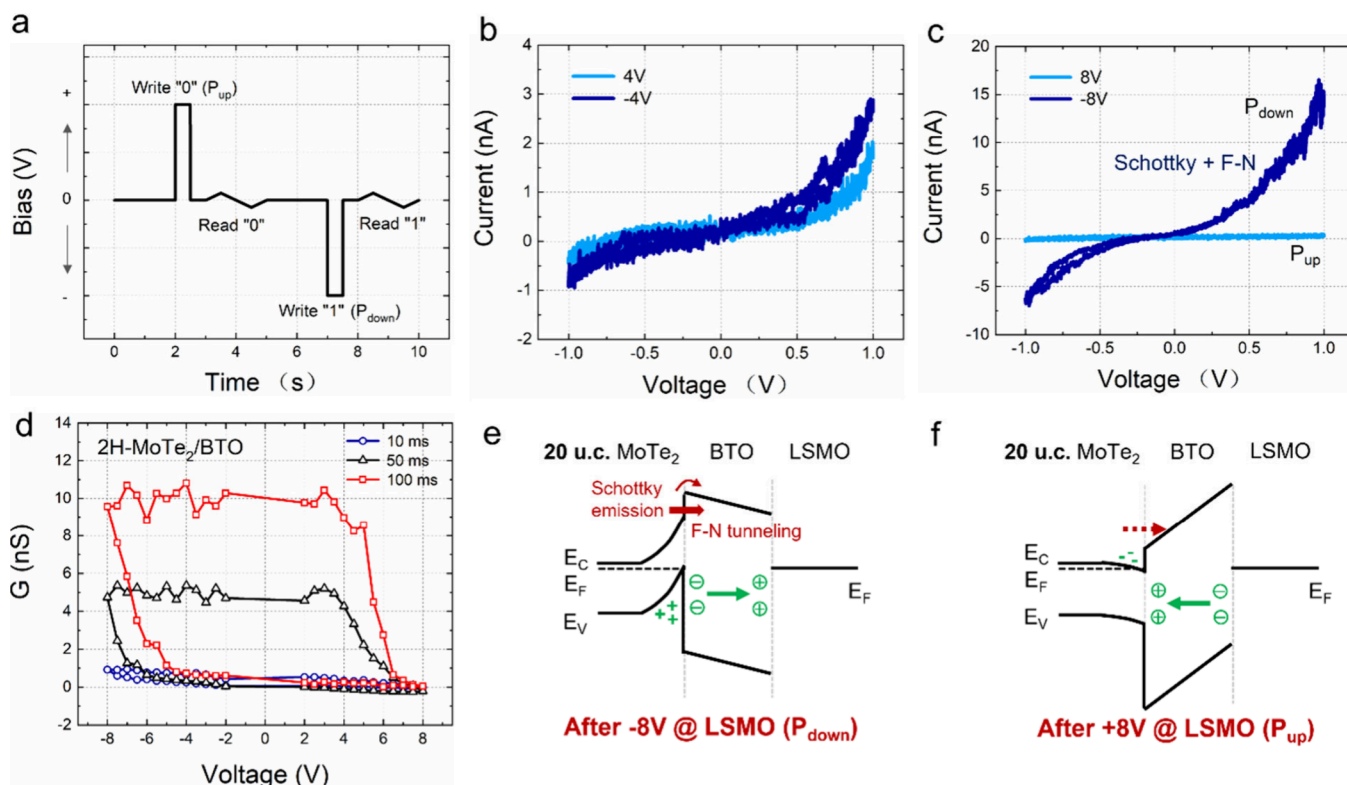 a
Write "0" (Pup)
+
Bias (V)
0
Read "0"
Read "1"
-
Write "1" (Pdown)
0 2 4 6 8 10
Time (s)
b
4V
-4V
Current (nA)
4
3
2
1
0
-1
-2
-1.0 -0.5 0.0 0.5 1.0
Voltage (V)
c
8V
-8V
Pdown
Schottky + F-N
Pup
Current (nA)
20
15
10
5
0
-5
-10
-1.0 -0.5 0.0 0.5 1.0
Voltage (V)
d
2H-MoTe2/BTO
10 ms
50 ms
100 ms
G (nS)
14
12
10
8
6
4
2
0
-2
-8 -6 -4 -2 0 2 4 6 8
Voltage (V)
e
20 u.c. MoTe2 BTO LSMO
Schottky
emission
F-N tunneling
EC
EF
EV
+ +
+ +
⊖ ⊕
⊖ ⊕
EF
After -8V @ LSMO (Pdown)
f
20 u.c. MoTe2 BTO LSMO
EC
EF
EV
- -
-
⊕ ⊖
⊕ ⊖
EF
After +8V @ LSMO (Pup)